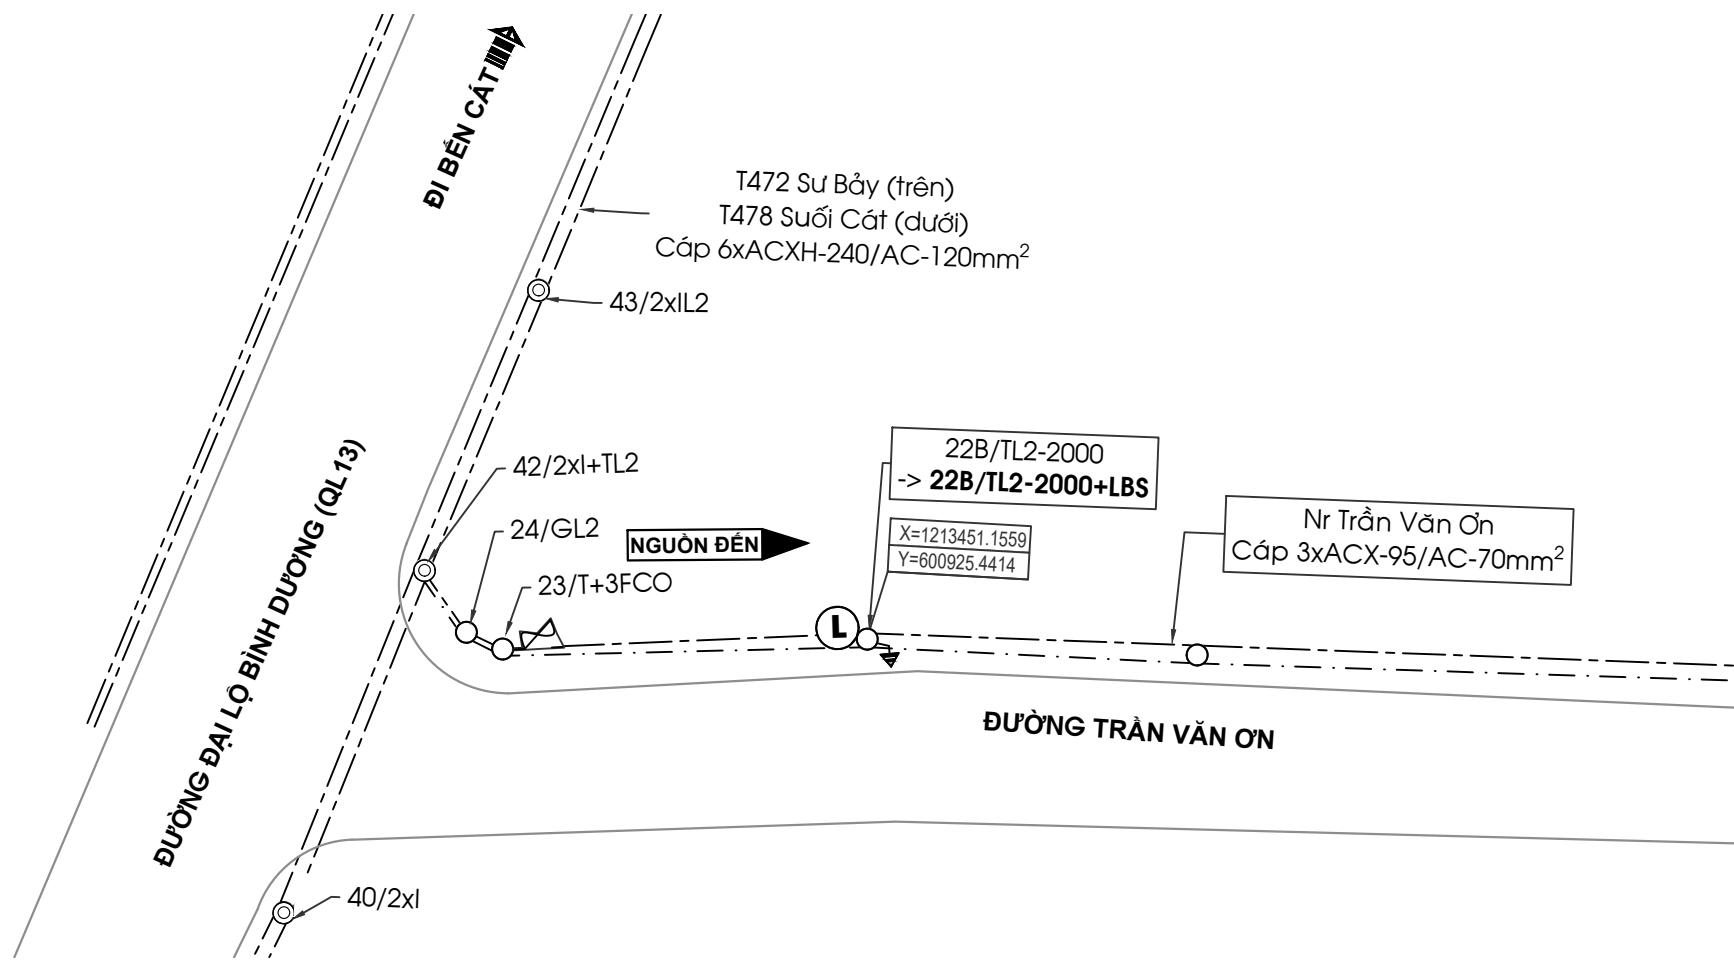 ĐI BẾN CÁT
T472 Sư Bảy (trên)
T478 Suối Cát (dưới)
Cáp 6xACXH-240/AC-120mm²
43/2xIL2
42/2xI+TL2
24/GL2
23/T+3FCO
NGUỒN ĐẾN
22B/TL2-2000
-> 22B/TL2-2000+LBS
X=1213451.1559
Y=600925.4414
Nr Trần Văn Ơn
Cáp 3xACX-95/AC-70mm²
L
ĐƯỜNG ĐẠI LỘ BÌNH DƯƠNG (QL13)
ĐƯỜNG TRẦN VĂN ƠN
40/2xI